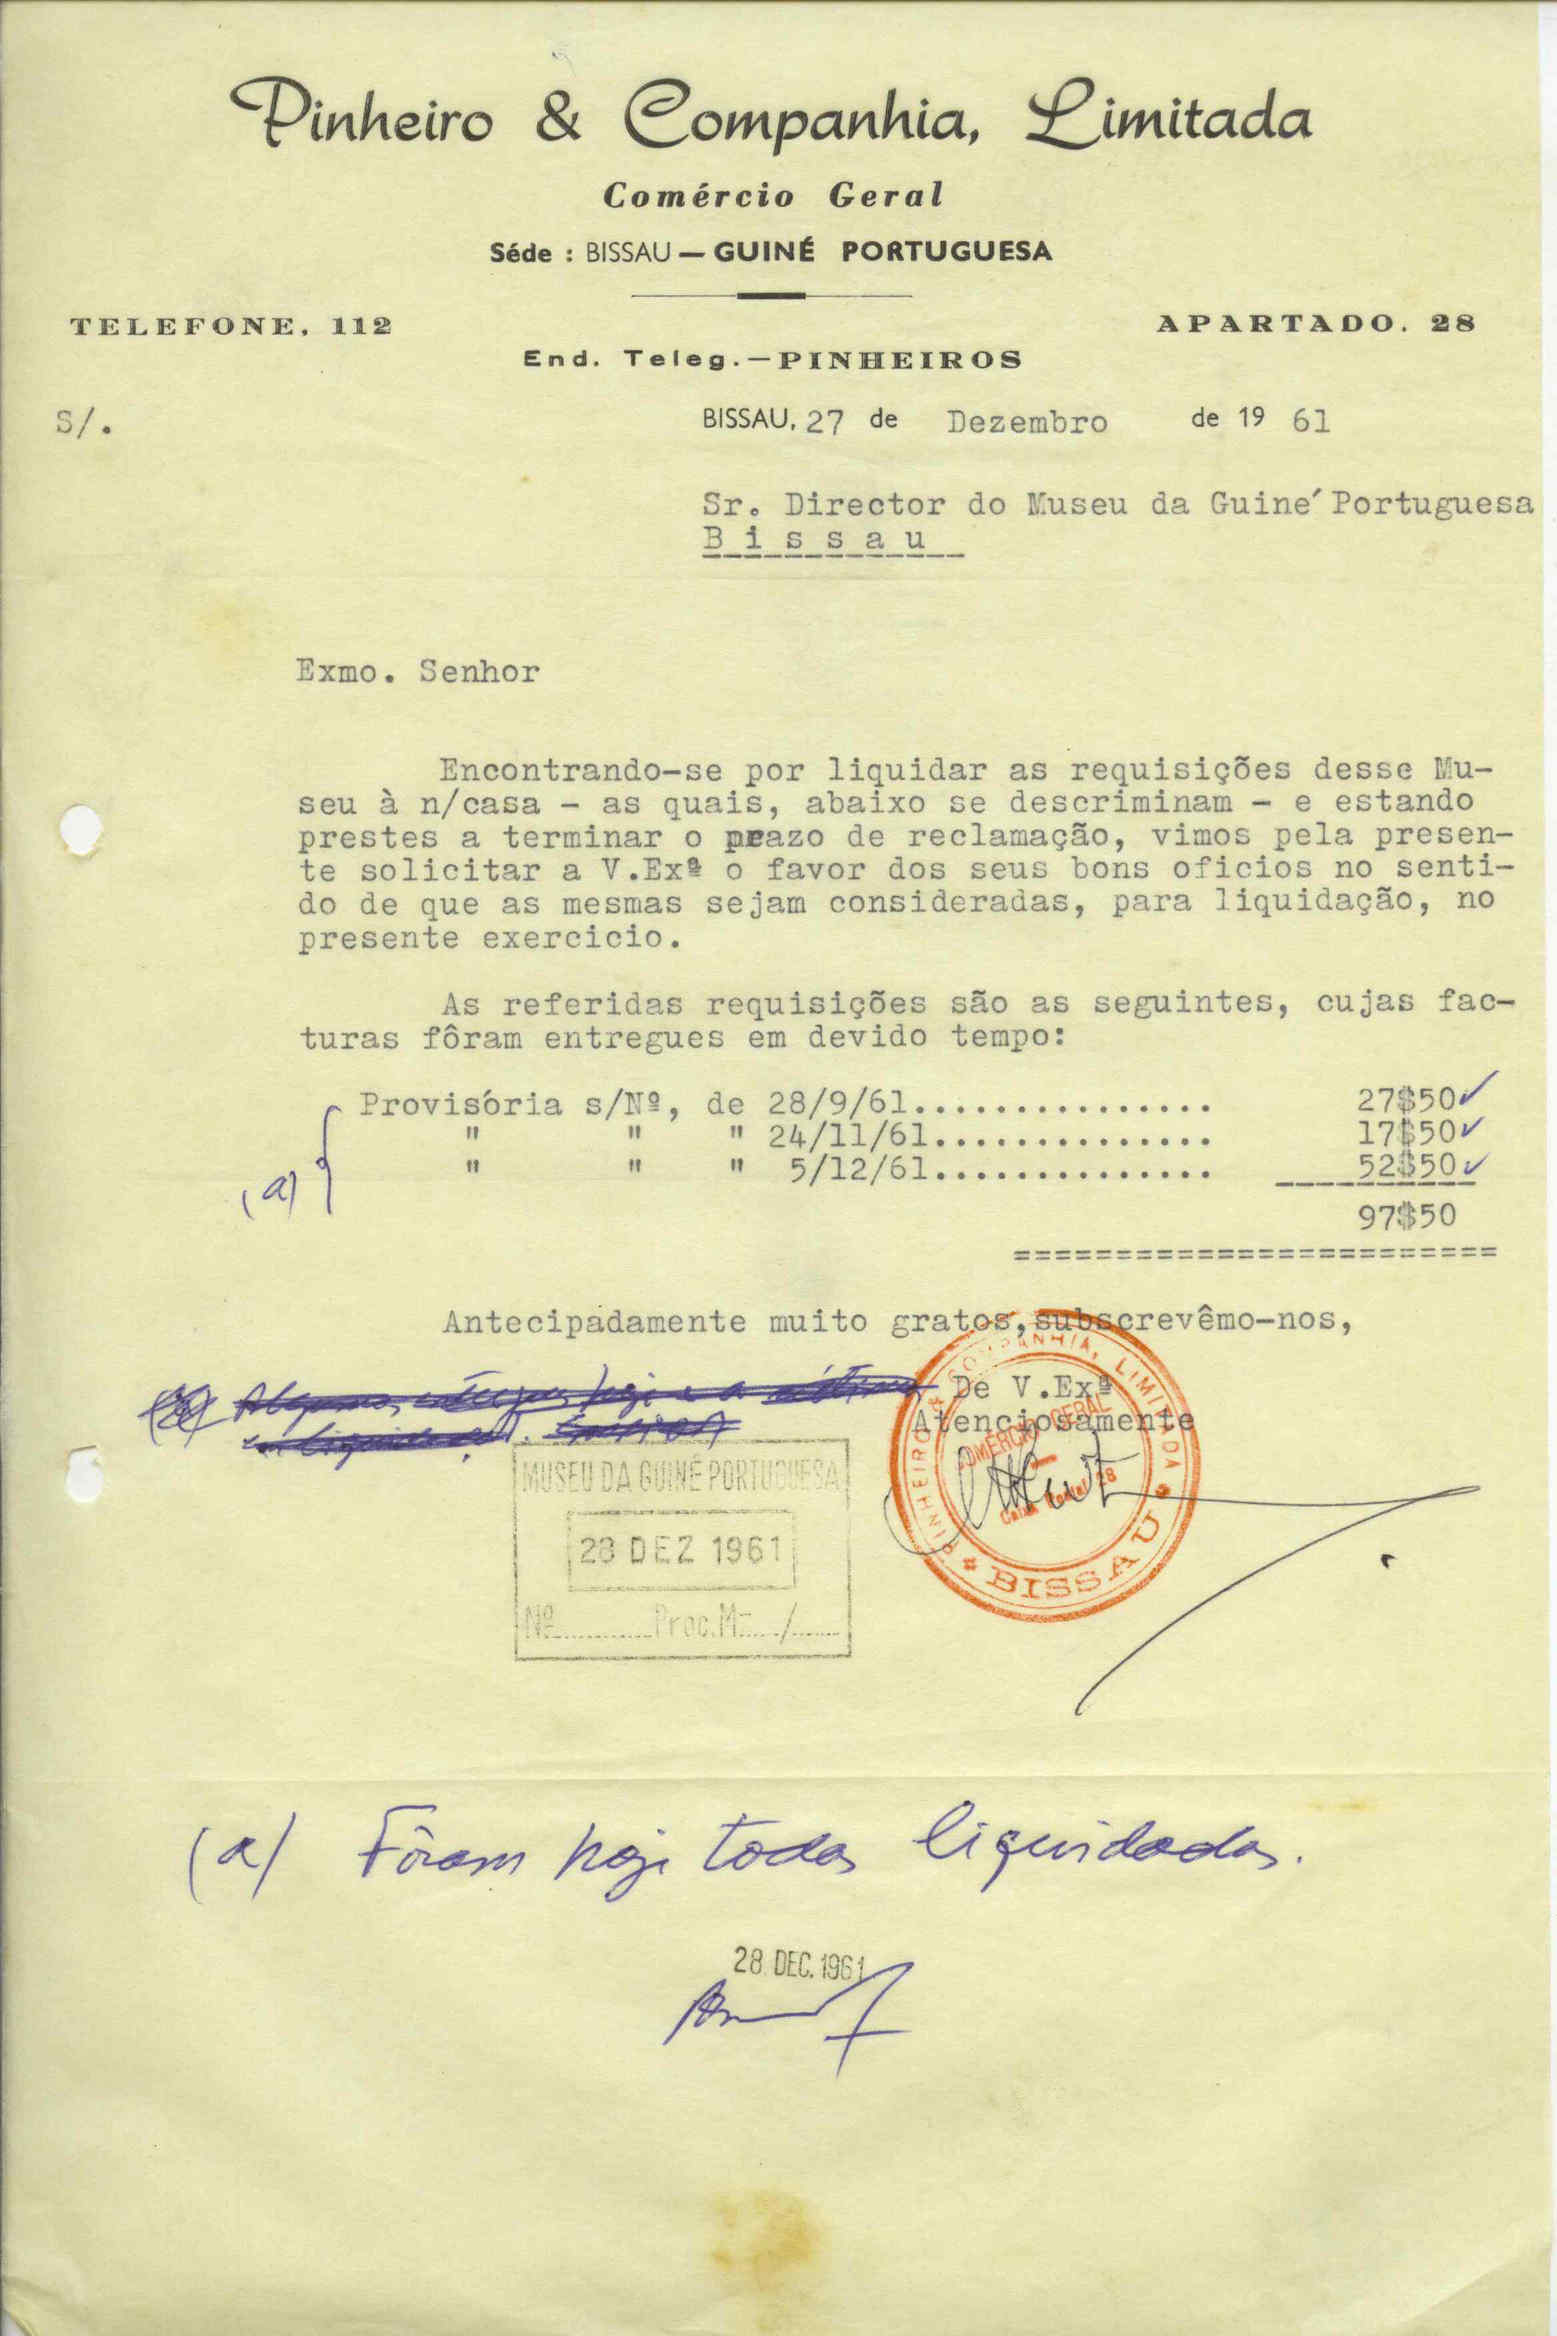 Pinheiro & Companhia, Limitada
Comércio Geral
Séde : BISSAU — GUINÉ PORTUGUESA
TELEFONE. 112
APARTADO. 28
End. Teleg.—PINHEIROS
S/.
BISSAU, 27 de Dezembro de 19 61
Sr. Director do Museu da Guiné Portuguesa
B i s s a u
Exmo. Senhor
Encontrando-se por liquidar as requisições desse Mu-
seu à n/casa - as quais, abaixo se descriminam - e estando
prestes a terminar o prazo de reclamação, vimos pela presen-
te solicitar a V.Exª o favor dos seus bons oficios no senti-
do de que as mesmas sejam consideradas, para liquidação, no
presente exercicio.
As referidas requisições são as seguintes, cujas fac-
turas fôram entregues em devido tempo:
Provisória s/Nº, de 28/9/61................ 27$50
" " " 24/11/61.............. 17$50
" " " 5/12/61.............. 52$50
(a)
97$50
========================
Antecipadamente muito gratos,subscrevêmo-nos,
De V.Exª
Atenciosamente
PINHEIRO & COMPANHIA, LIMITADA
COMÉRCIO GERAL
Caixa Postal 28
BISSAU
MUSEU DA GUINÉ PORTUGUESA
28 DEZ 1961
Nº Proc.Mº /
(a) Fôram hoje todas liquidadas.
28. DEC. 1961